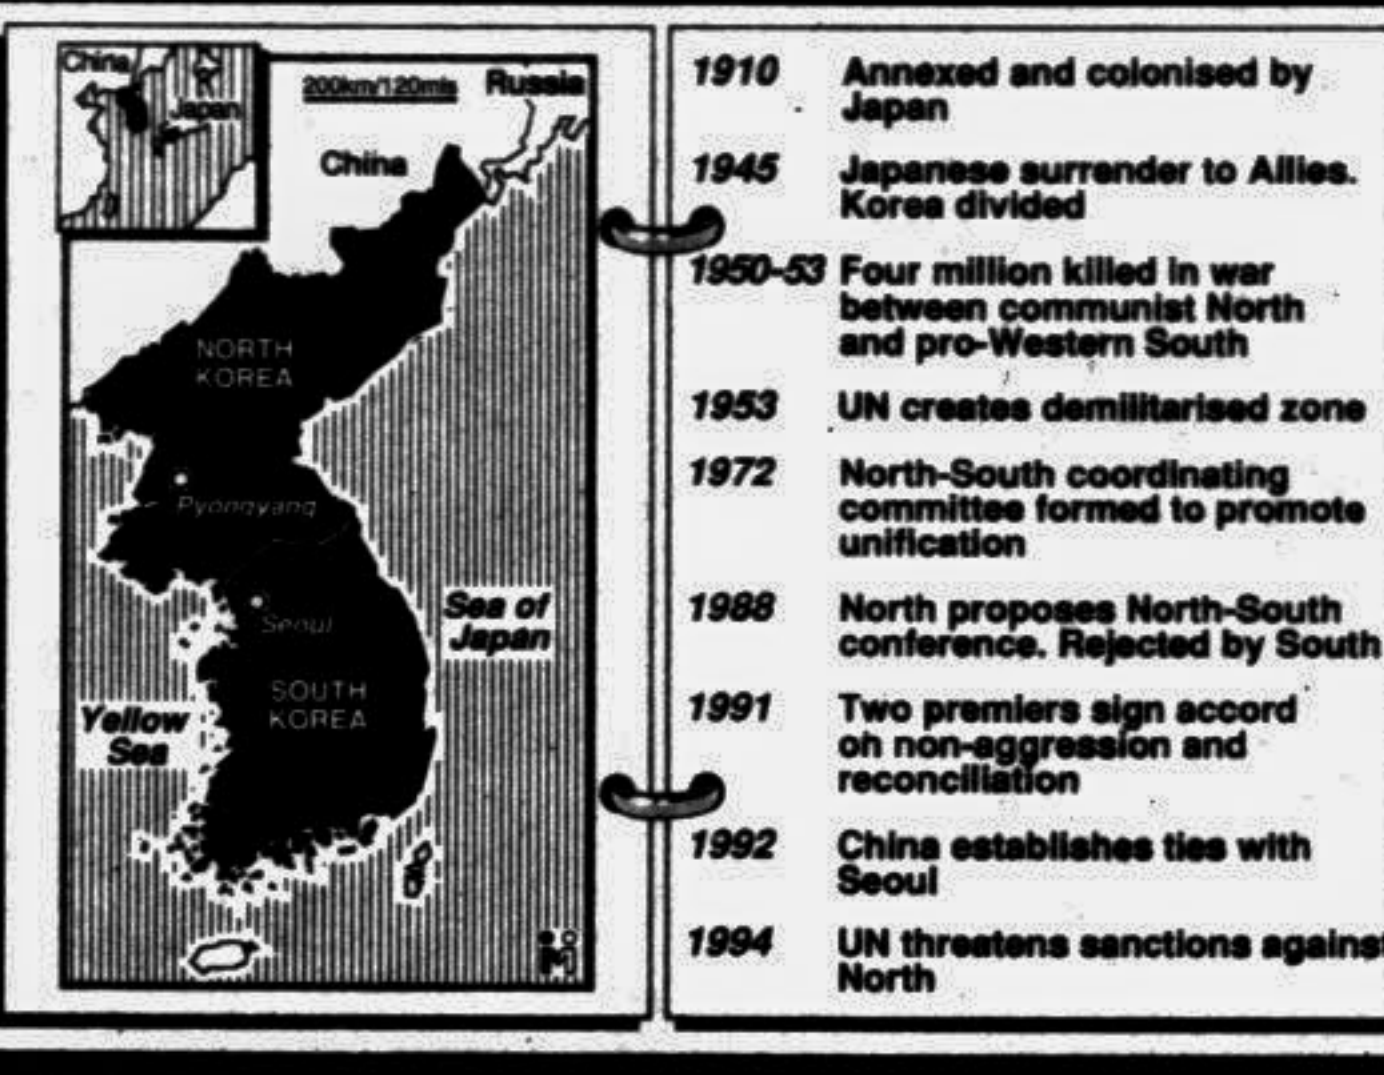 China
Japan
200km/120mls
Russia
China
NORTH
KOREA
Pyongyang
Seoul
Sea of
Japan
SOUTH
KOREA
Yellow
Sea
1910 Annexed and colonised by
Japan
1945 Japanese surrender to Allies.
Korea divided
1950-53 Four million killed in war
between communist North
and pro-Western South
1953 UN creates demilitarised zone
1972 North-South coordinating
committee formed to promote
unification
1988 North proposes North-South
conference. Rejected by South
1991 Two premiers sign accord
oh non-aggression and
reconciliation
1992 China establishes ties with
Seoul
1994 UN threatens sanctions against
North